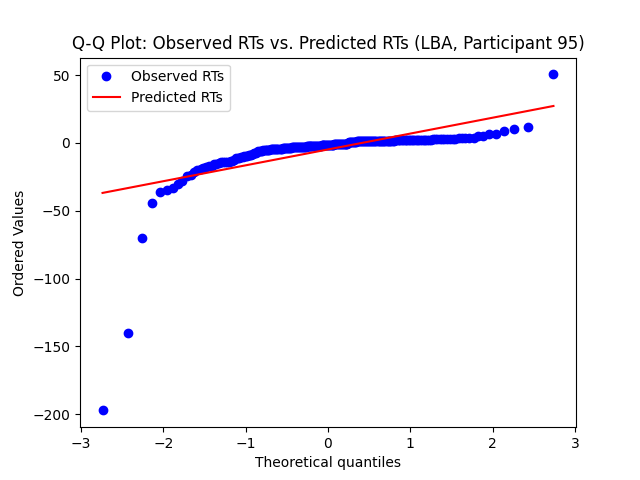 Q-Q Plot: Observed RTs vs. Predicted RTs (LBA, Participant 95)
Observed RTs
Predicted RTs
50
0
−50
−100
−150
−200
Ordered Values
−3 −2 −1 0 1 2 3
Theoretical quantiles